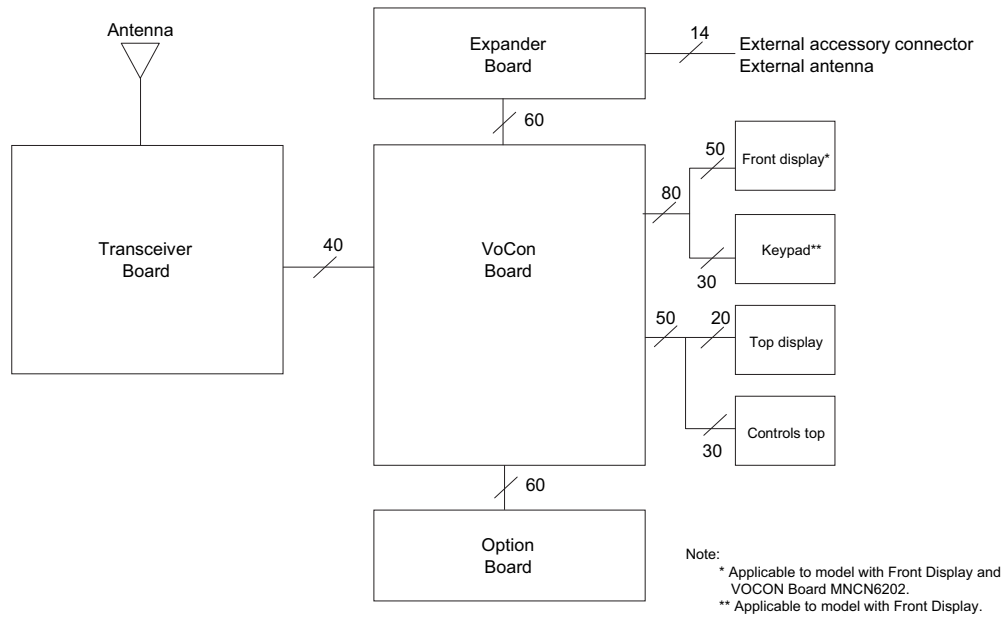 Antenna
Expander
Board
14
External accessory connector
External antenna
60
50
Front display*
80
Transceiver
Board
40
VoCon
Board
Keypad**
30
50
20
Top display
Controls top
30
60
Option
Board
Note:
* Applicable to model with Front Display and
VOCON Board MNCN6202.
** Applicable to model with Front Display.